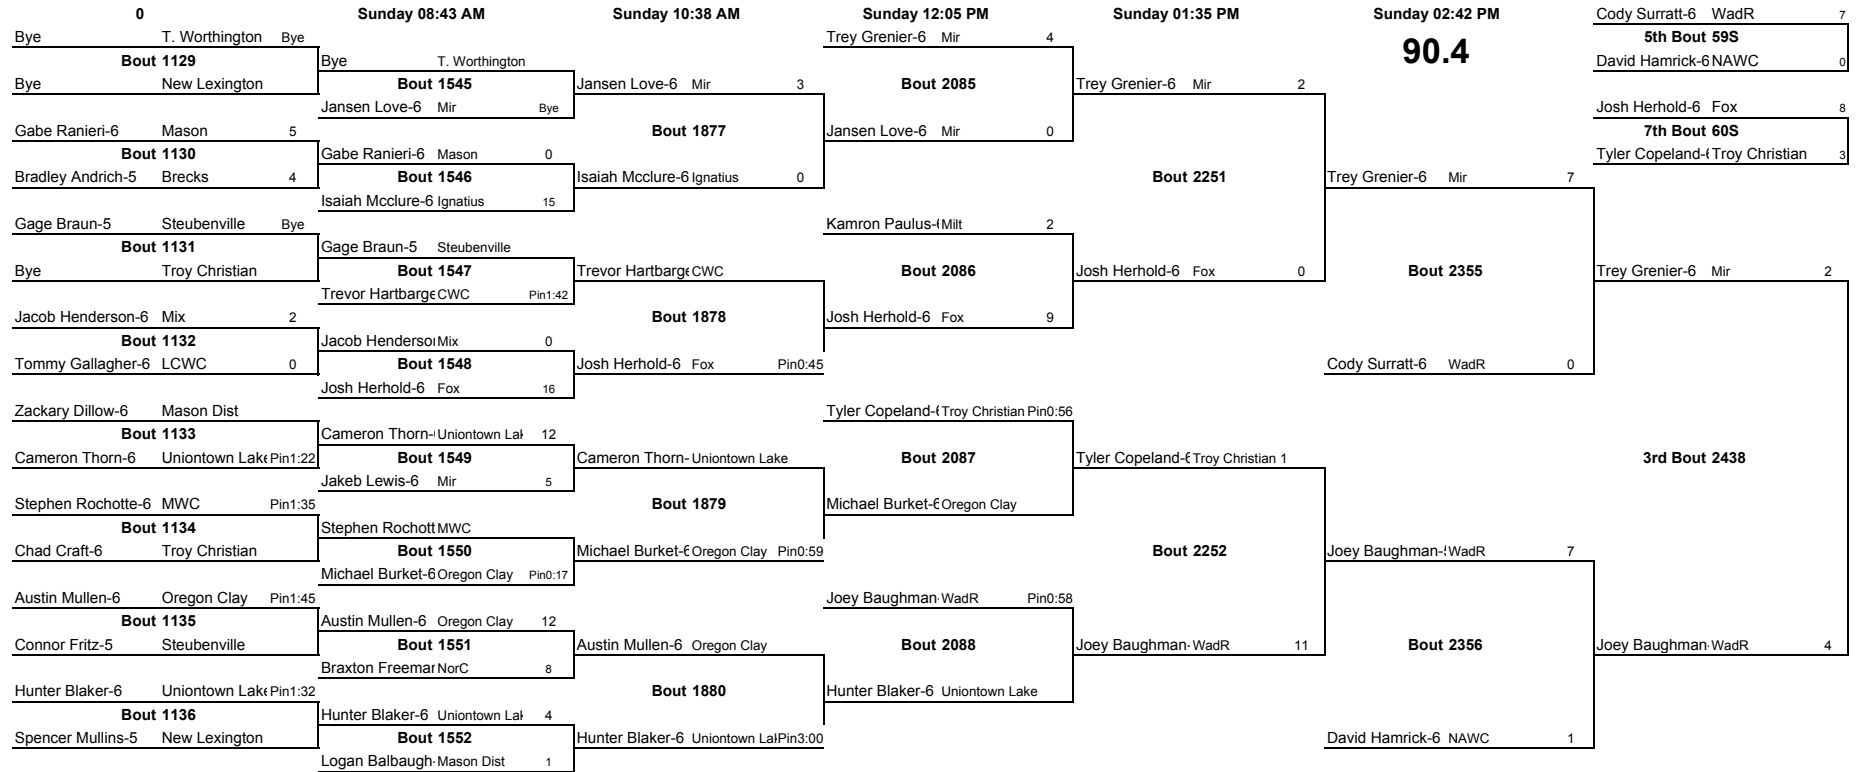 0 Sunday 08:43 AM Sunday 10:38 AM Sunday 12:05 PM Sunday 01:35 PM Sunday 02:42 PM Cody Surratt-6 WadR 7
Bye T. Worthington Bye Trey Grenier-6 Mir 4 5th Bout 59S
90.4
Bout 1129 Bye T. Worthington David Hamrick-6 NAWC 0
Bye New Lexington Bout 1545 Jansen Love-6 Mir 3 Bout 2085 Trey Grenier-6 Mir 2
Jansen Love-6 Mir Bye Josh Herhold-6 Fox 8
Gabe Ranieri-6 Mason 5 Bout 1877 Jansen Love-6 Mir 0 7th Bout 60S
Bout 1130 Gabe Ranieri-6 Mason 0 Tyler Copeland-6 Troy Christian 3
Bradley Andrich-5 Brecks 4 Bout 1546 Isaiah Mcclure-6 Ignatius 0 Bout 2251 Trey Grenier-6 Mir 7
Isaiah Mcclure-6 Ignatius 15
Gage Braun-5 Steubenville Bye Kamron Paulus-6 Milt 2
Bout 1131 Gage Braun-5 Steubenville
Bye Troy Christian Bout 1547 Trevor Hartbarge CWC Bout 2086 Josh Herhold-6 Fox 0 Bout 2355 Trey Grenier-6 Mir 2
Trevor Hartbarge CWC Pin1:42
Jacob Henderson-6 Mix 2 Bout 1878 Josh Herhold-6 Fox 9
Bout 1132 Jacob Henderson Mix 0
Tommy Gallagher-6 LCWC 0 Bout 1548 Josh Herhold-6 Fox Pin0:45 Cody Surratt-6 WadR 0
Josh Herhold-6 Fox 16
Zackary Dillow-6 Mason Dist Tyler Copeland-6 Troy Christian Pin0:56
Bout 1133 Cameron Thorn- Uniontown Lak 12
Cameron Thorn-6 Uniontown Lake Pin1:22 Bout 1549 Cameron Thorn- Uniontown Lake Bout 2087 Tyler Copeland-6 Troy Christian 1 3rd Bout 2438
Jakeb Lewis-6 Mir 5
Stephen Rochotte-6 MWC Pin1:35 Bout 1879 Michael Burket-6 Oregon Clay
Bout 1134 Stephen Rochott MWC
Chad Craft-6 Troy Christian Bout 1550 Michael Burket-6 Oregon Clay Pin0:59 Bout 2252 Joey Baughman-5 WadR 7
Michael Burket-6 Oregon Clay Pin0:17
Austin Mullen-6 Oregon Clay Pin1:45 Joey Baughman- WadR Pin0:58
Bout 1135 Austin Mullen-6 Oregon Clay 12
Connor Fritz-5 Steubenville Bout 1551 Austin Mullen-6 Oregon Clay Bout 2088 Joey Baughman- WadR 11 Bout 2356 Joey Baughman- WadR 4
Braxton Freeman NorC 8
Hunter Blaker-6 Uniontown Lake Pin1:32 Bout 1880 Hunter Blaker-6 Uniontown Lake
Bout 1136 Hunter Blaker-6 Uniontown Lak 4
Spencer Mullins-5 New Lexington Bout 1552 Hunter Blaker-6 Uniontown Lak Pin3:00 David Hamrick-6 NAWC 1
Logan Balbaugh- Mason Dist 1